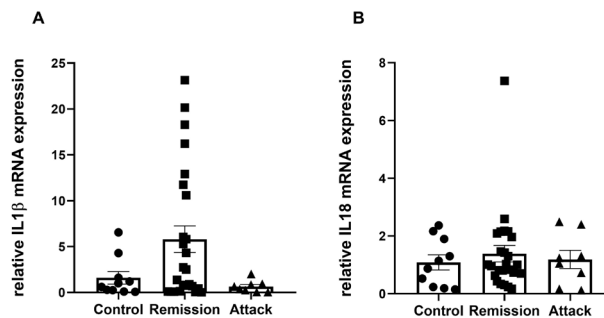 A
relative IL1β mRNA expression
25
20
15
10
5
0
Control Remission Attack
B
relative IL18 mRNA expression
8
6
4
2
0
Control Remission Attack